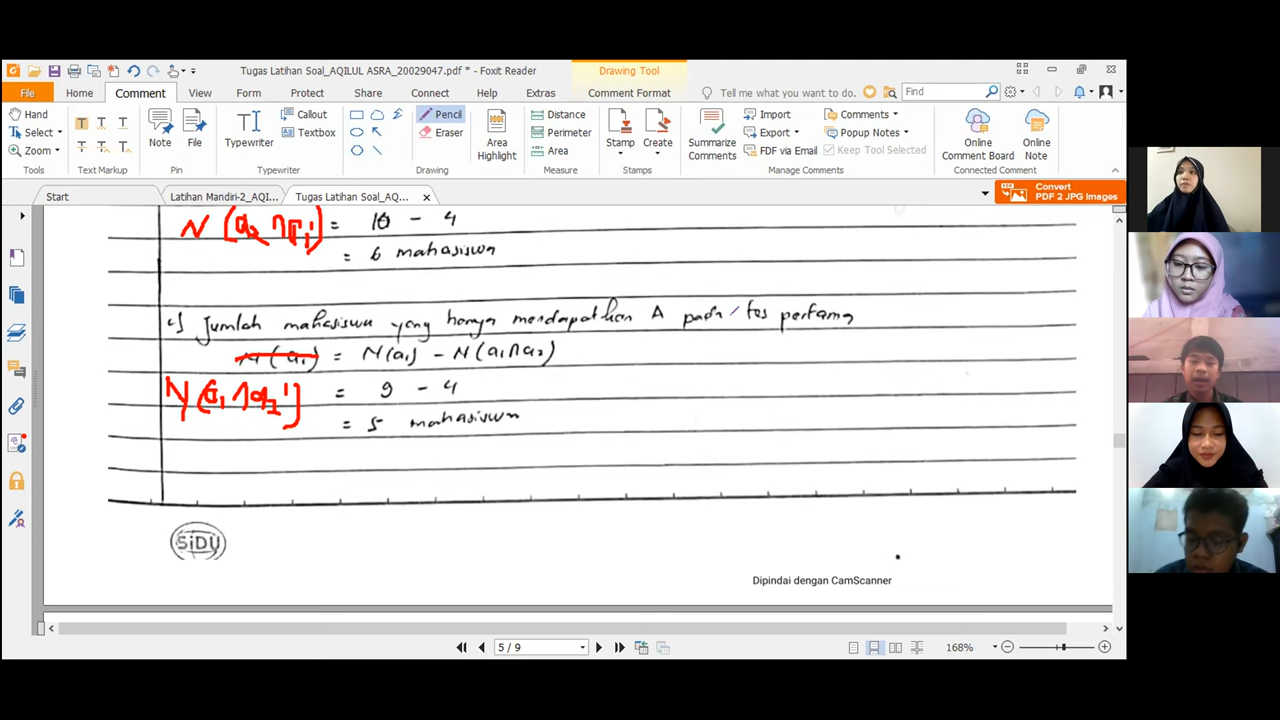 Tugas Latihan Soal_AQILUL ASRA_20029047.pdf * - Foxit Reader
Drawing Tool
File Home Comment View Form Protect Share Connect Help Extras Comment Format Tell me what you want to do.. Find
Hand
Select
Zoom
Tools
T T T
T T T
Text Markup
Note
File
Pin
Typewriter
Callout
Textbox
Typewriter
Pencil
Eraser
Drawing
Area Highlight
Distance
Perimeter
Area
Measure
Stamp
Create
Stamps
Summarize Comments
Import
Export
FDF via Email
Comments
Popup Notes
Keep Tool Selected
Manage Comments
Online Comment Board
Online Note
Connected Comment
Start
Latihan Mandiri-2_AQI...
Tugas Latihan Soal_AQ...
Convert
PDF 2 JPG Images
N (a₂ ∩ a₁') = 10 - 4
= 6 mahasiswa
c) Jumlah mahasiswa yang hanya mendapatkan A pada tes pertama
N(a₁) = N(a₁) - N(a₁∩a₂)
N(a₁∩a₂') = 9 - 4
= 5 mahasiswa
SiDU
Dipindai dengan CamScanner
5 / 9
168%